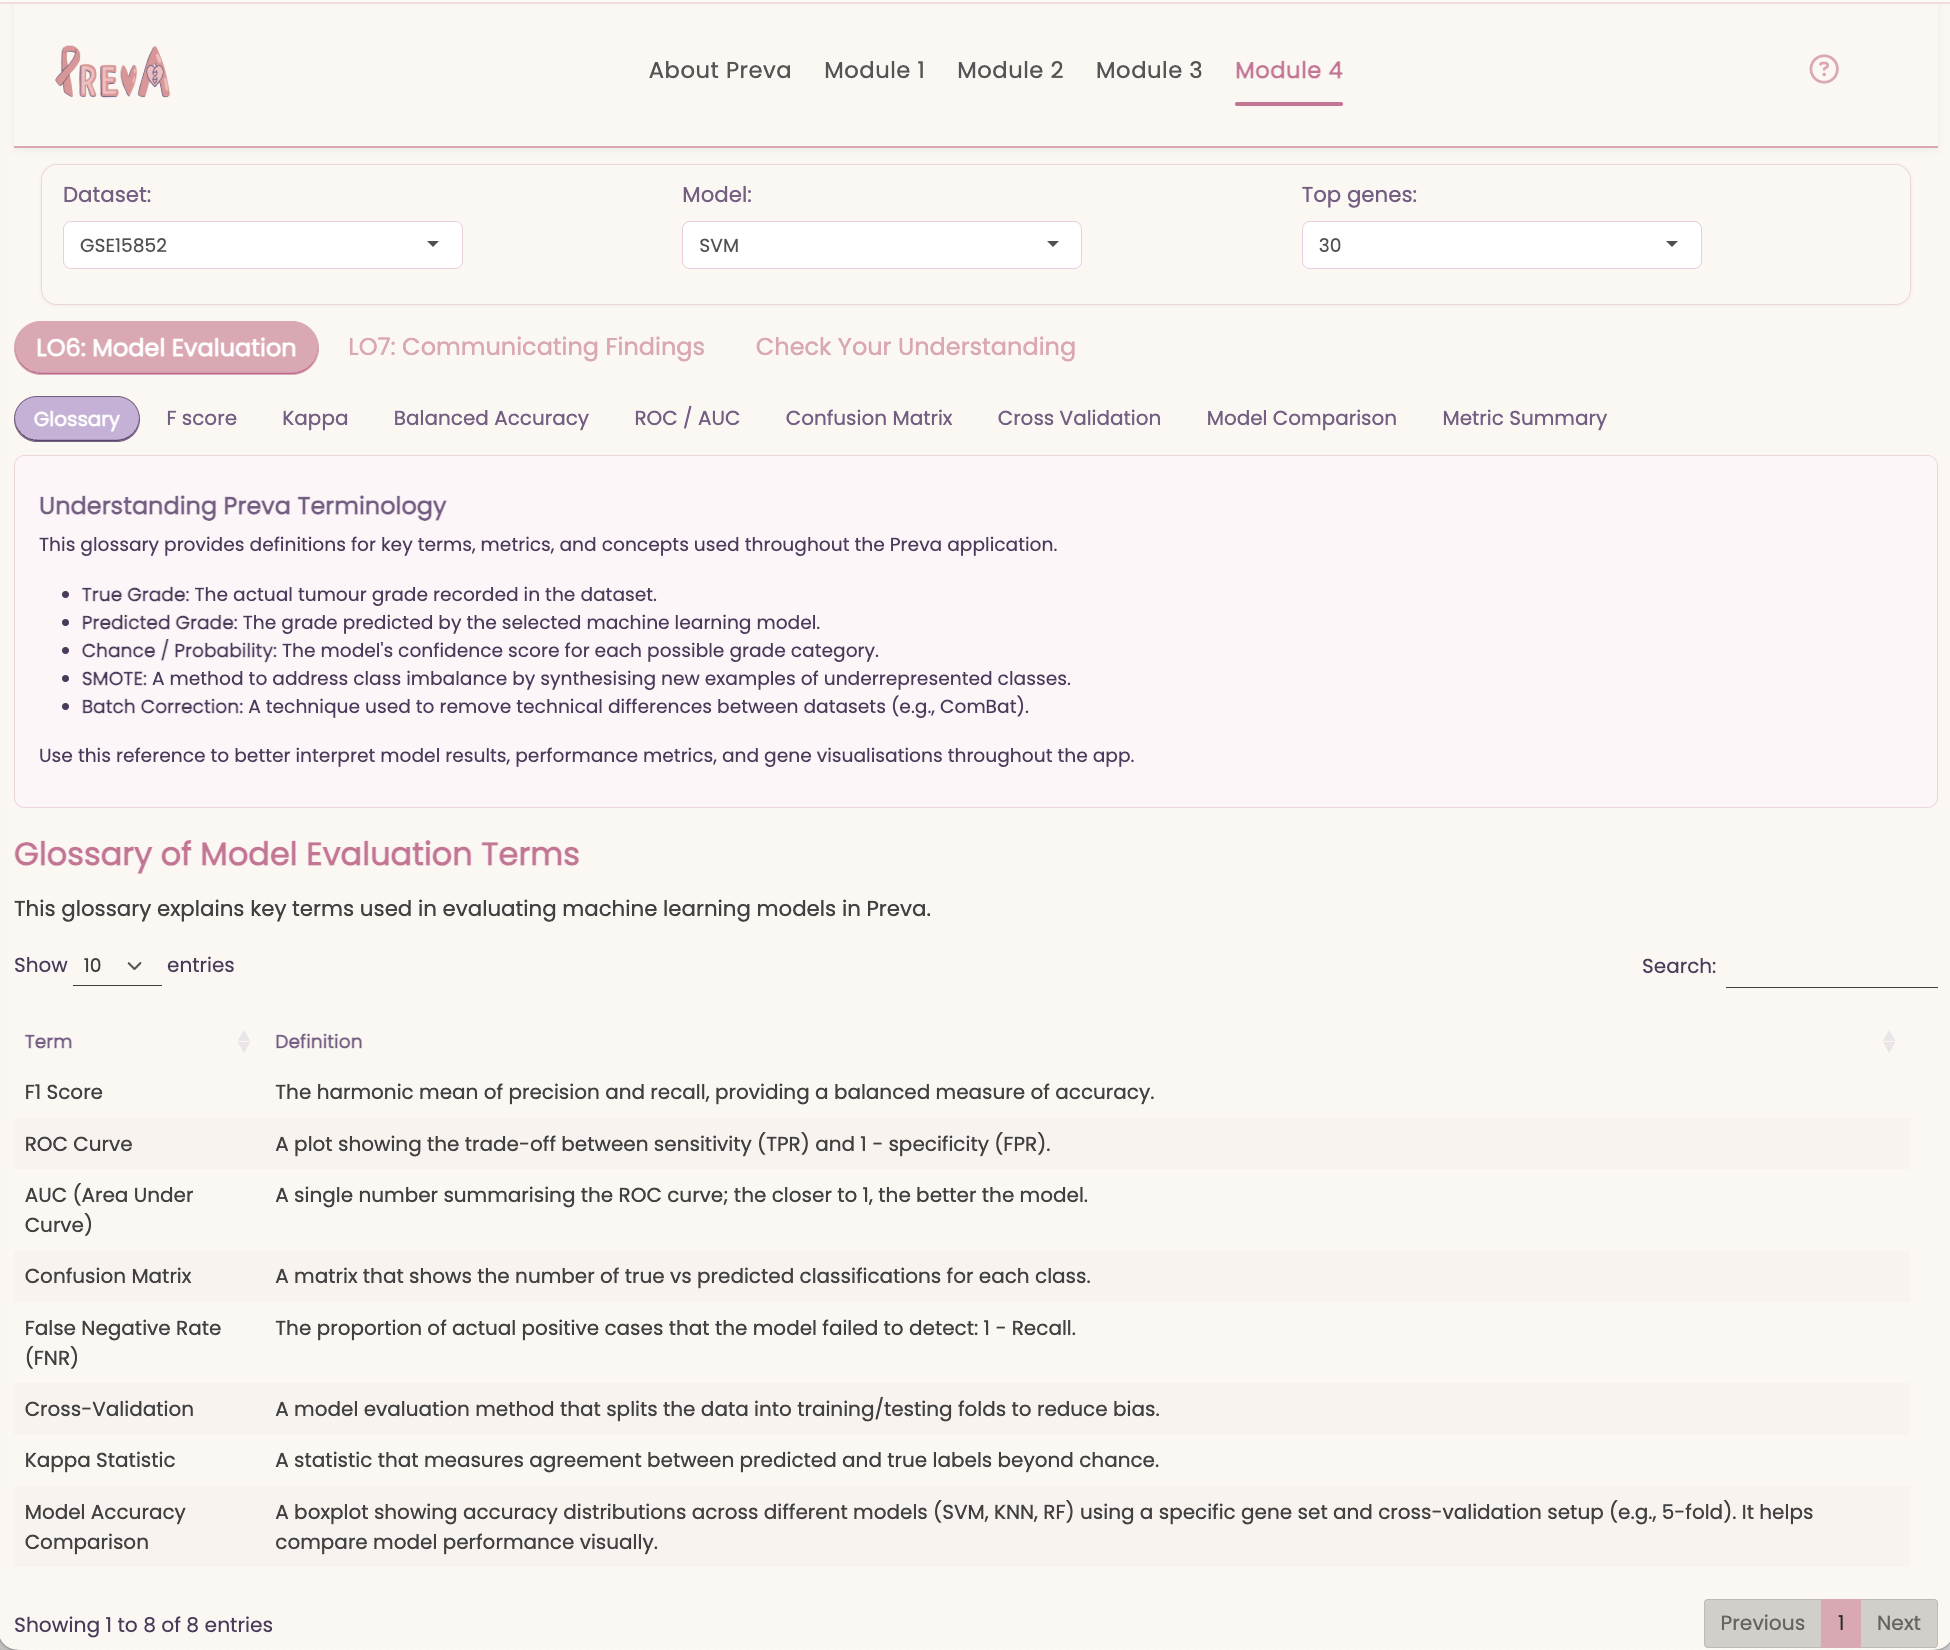 PREVA
About Preva Module 1 Module 2 Module 3 Module 4
?
Dataset: Model: Top genes:
GSE15852 SVM 30
LO6: Model Evaluation LO7: Communicating Findings Check Your Understanding
Glossary F score Kappa Balanced Accuracy ROC / AUC Confusion Matrix Cross Validation Model Comparison Metric Summary
Understanding Preva Terminology
This glossary provides definitions for key terms, metrics, and concepts used throughout the Preva application.
• True Grade: The actual tumour grade recorded in the dataset.
• Predicted Grade: The grade predicted by the selected machine learning model.
• Chance / Probability: The model's confidence score for each possible grade category.
• SMOTE: A method to address class imbalance by synthesising new examples of underrepresented classes.
• Batch Correction: A technique used to remove technical differences between datasets (e.g., ComBat).
Use this reference to better interpret model results, performance metrics, and gene visualisations throughout the app.
Glossary of Model Evaluation Terms
This glossary explains key terms used in evaluating machine learning models in Preva.
Show 10 entries Search:
Term Definition
F1 Score The harmonic mean of precision and recall, providing a balanced measure of accuracy.
ROC Curve A plot showing the trade-off between sensitivity (TPR) and 1 - specificity (FPR).
AUC (Area Under A single number summarising the ROC curve; the closer to 1, the better the model.
Curve)
Confusion Matrix A matrix that shows the number of true vs predicted classifications for each class.
False Negative Rate The proportion of actual positive cases that the model failed to detect: 1 - Recall.
(FNR)
Cross-Validation A model evaluation method that splits the data into training/testing folds to reduce bias.
Kappa Statistic A statistic that measures agreement between predicted and true labels beyond chance.
Model Accuracy A boxplot showing accuracy distributions across different models (SVM, KNN, RF) using a specific gene set and cross-validation setup (e.g., 5-fold). It helps
Comparison compare model performance visually.
Showing 1 to 8 of 8 entries Previous 1 Next